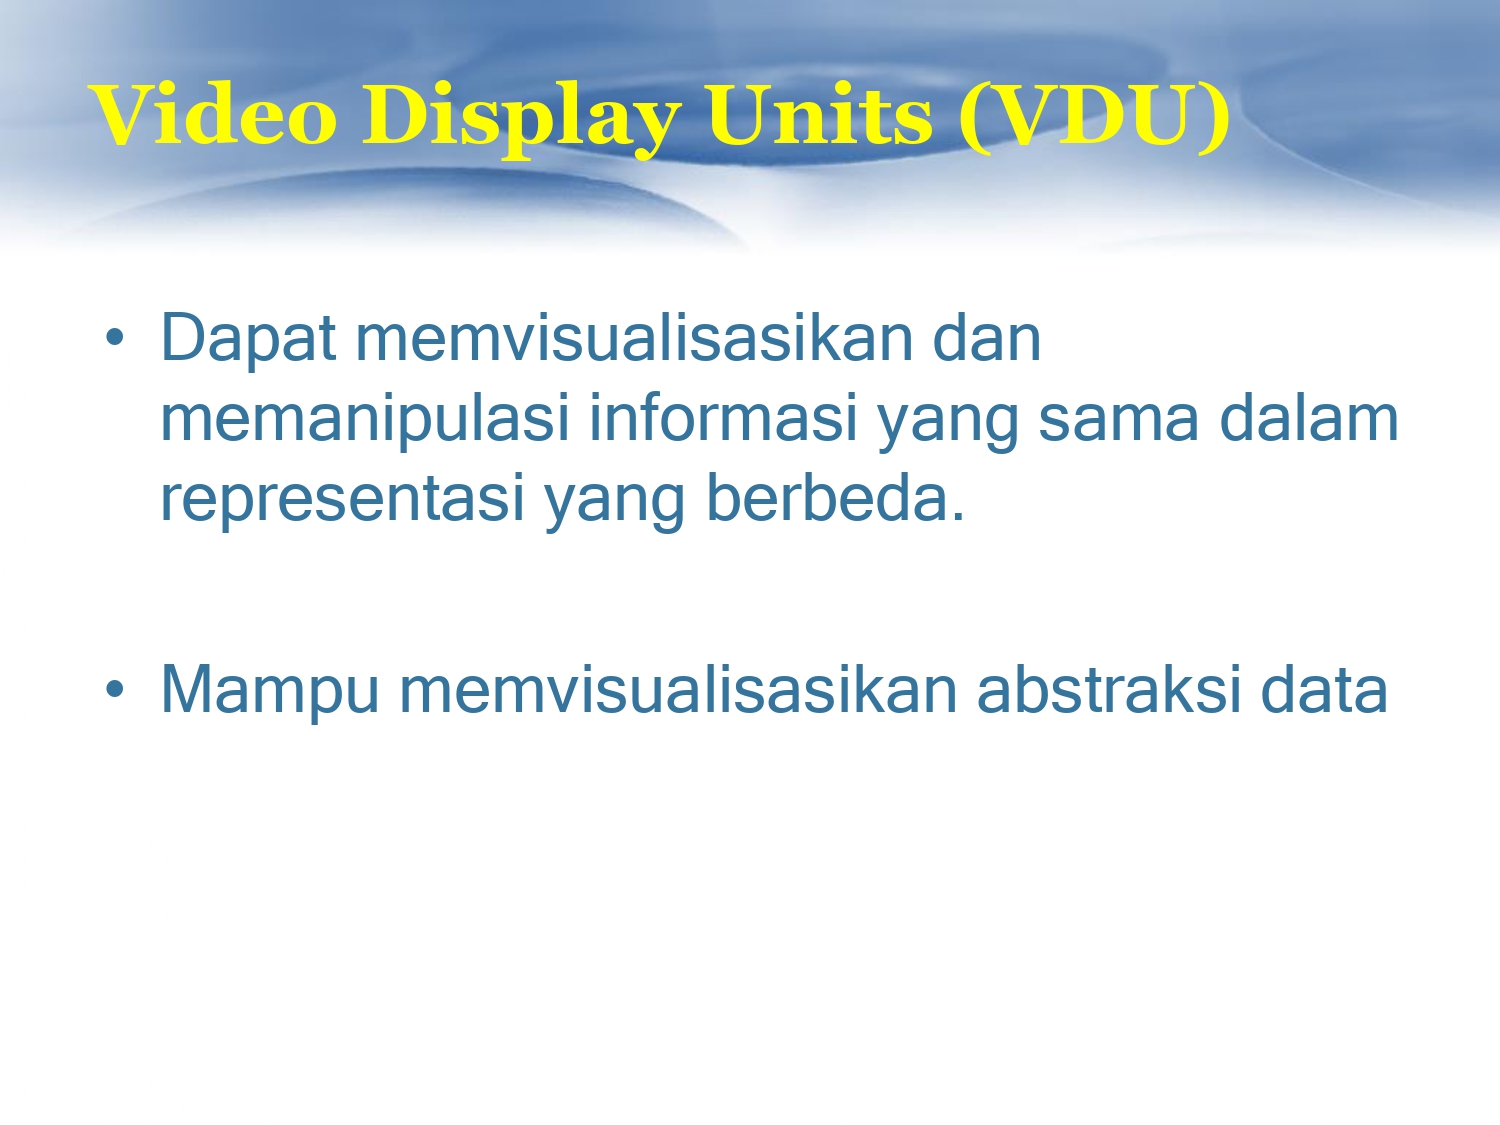 Video Display Units (VDU)
• Dapat memvisualisasikan dan
memanipulasi informasi yang sama dalam
representasi yang berbeda.
• Mampu memvisualisasikan abstraksi data